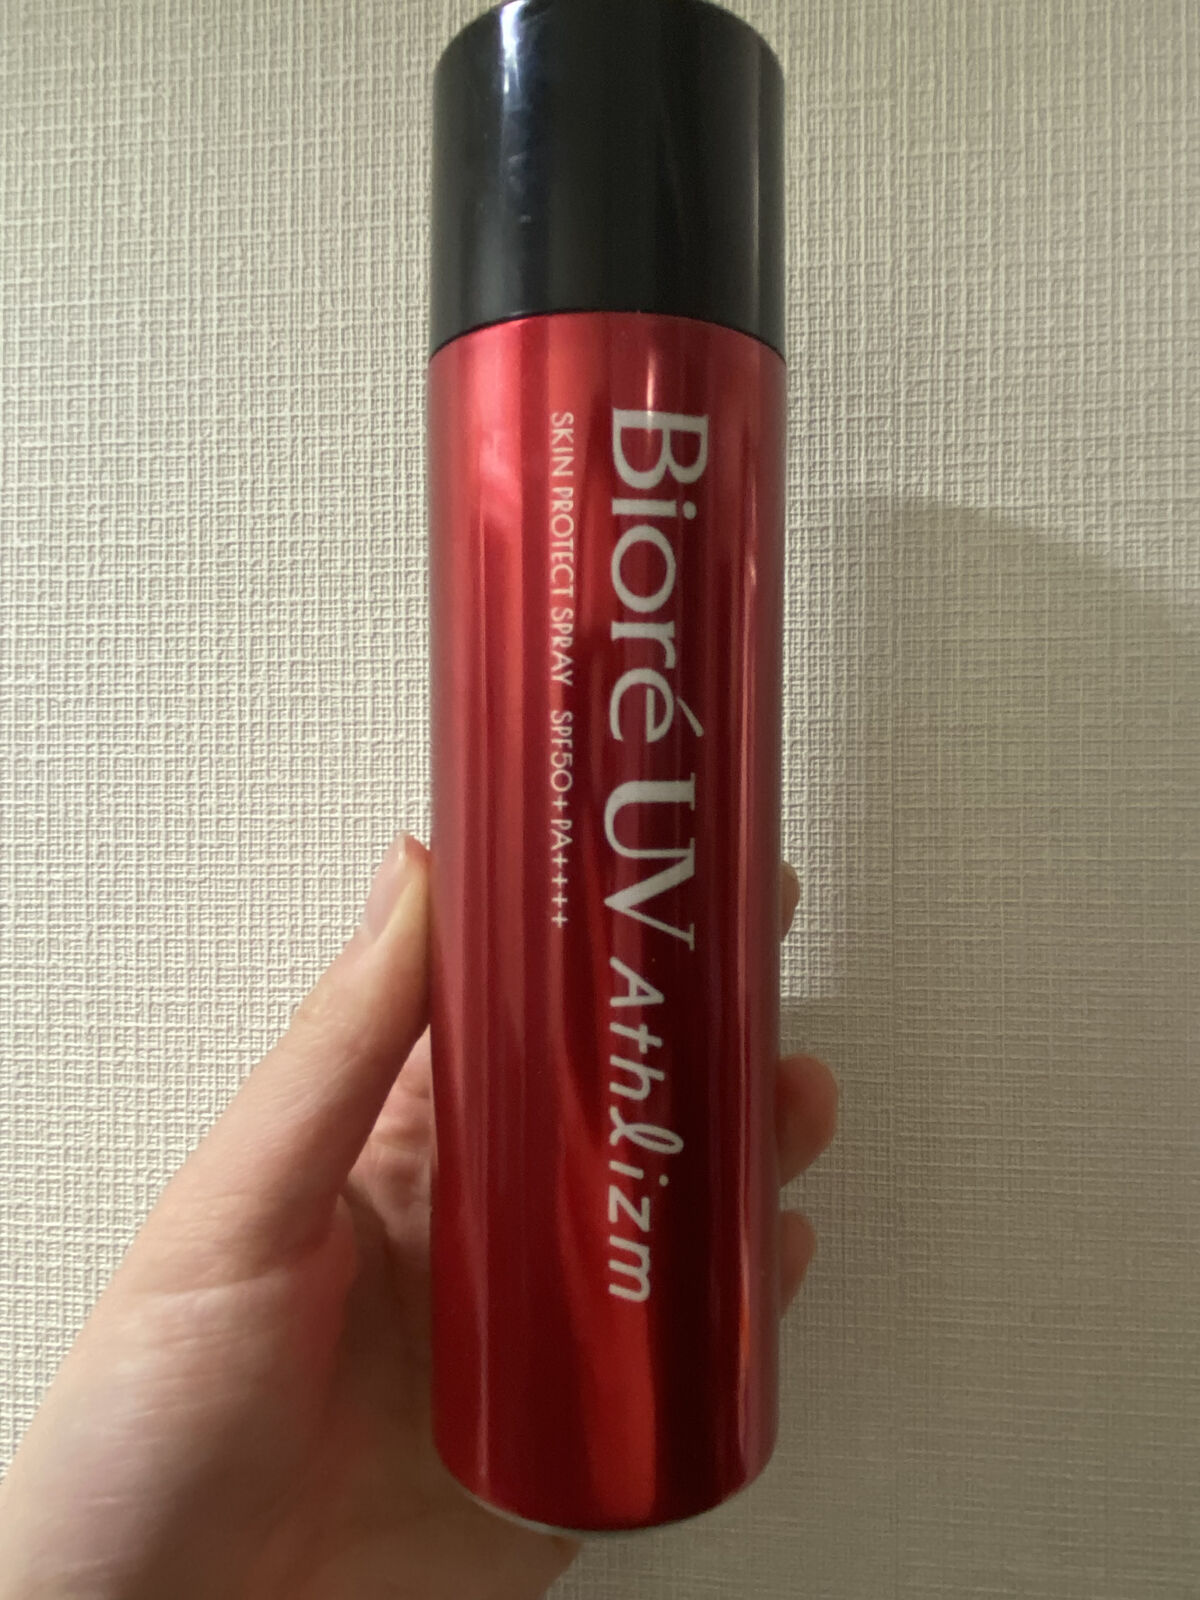 Bioré UV Athlizm
SKIN PROTECT SPRAY SPF50+ PA++++